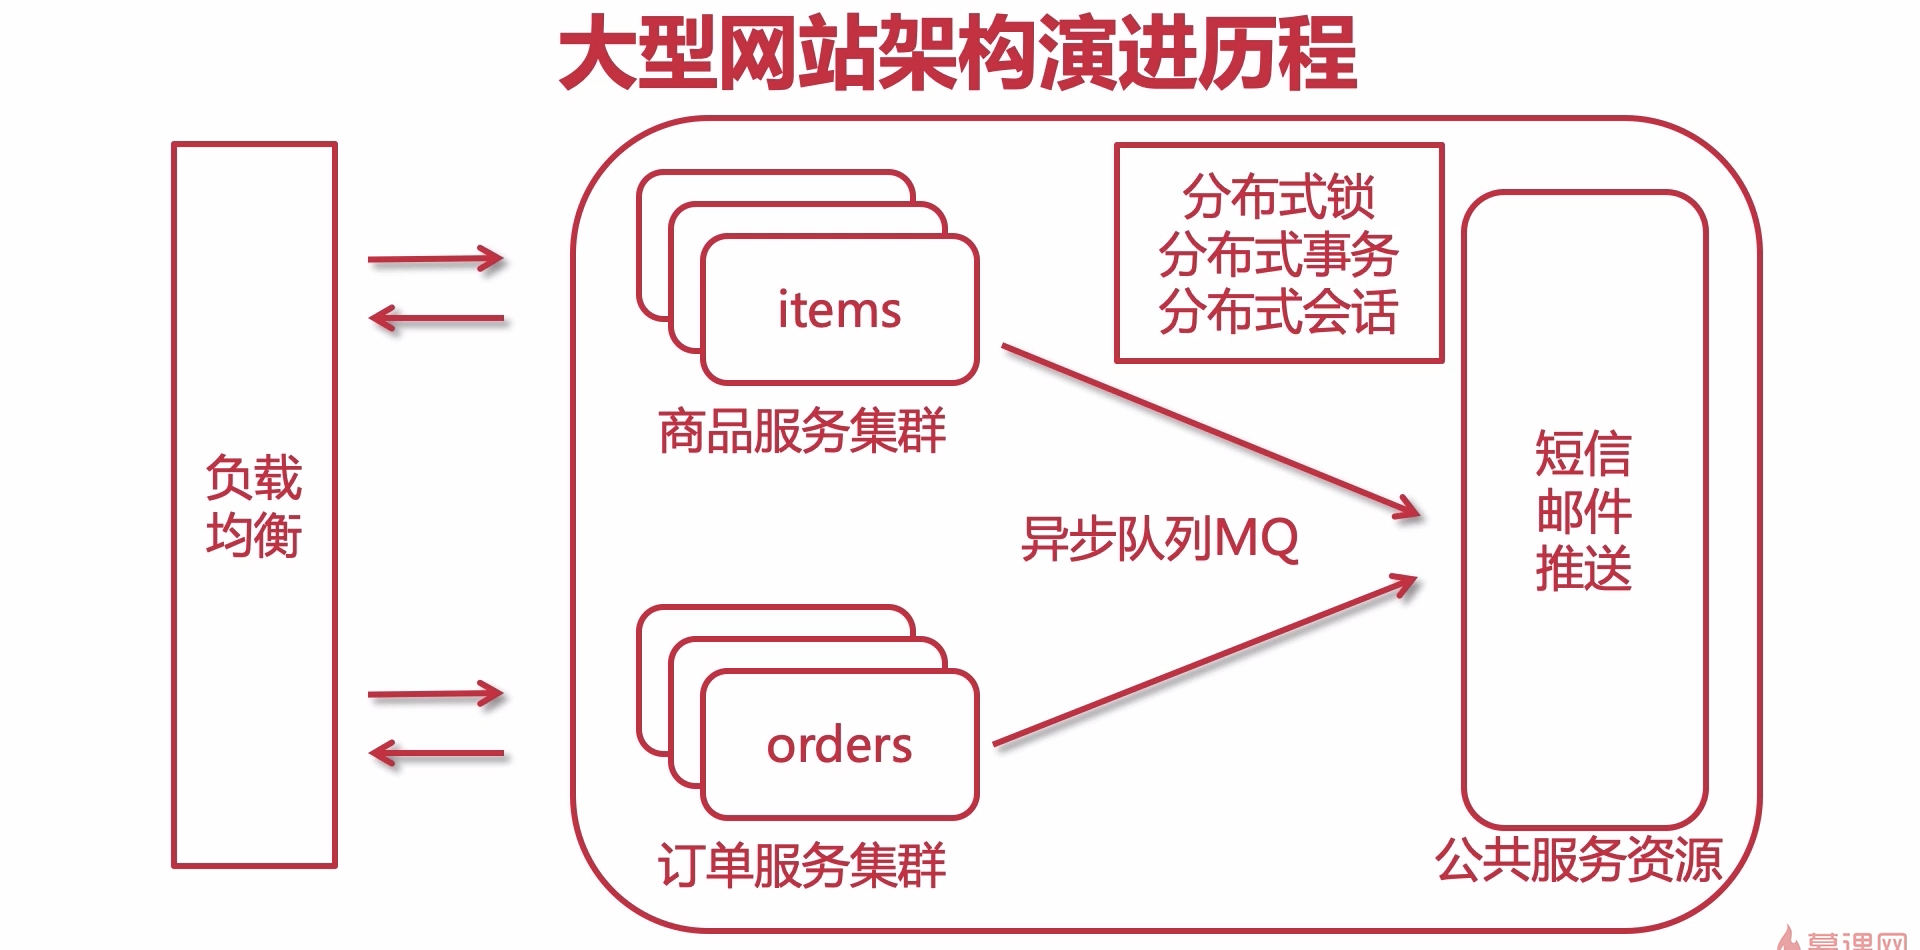 大型网站架构演进历程
负载
均衡
items
商品服务集群
分布式锁
分布式事务
分布式会话
异步队列MQ
短信
邮件
推送
orders
订单服务集群
公共服务资源
慕课网